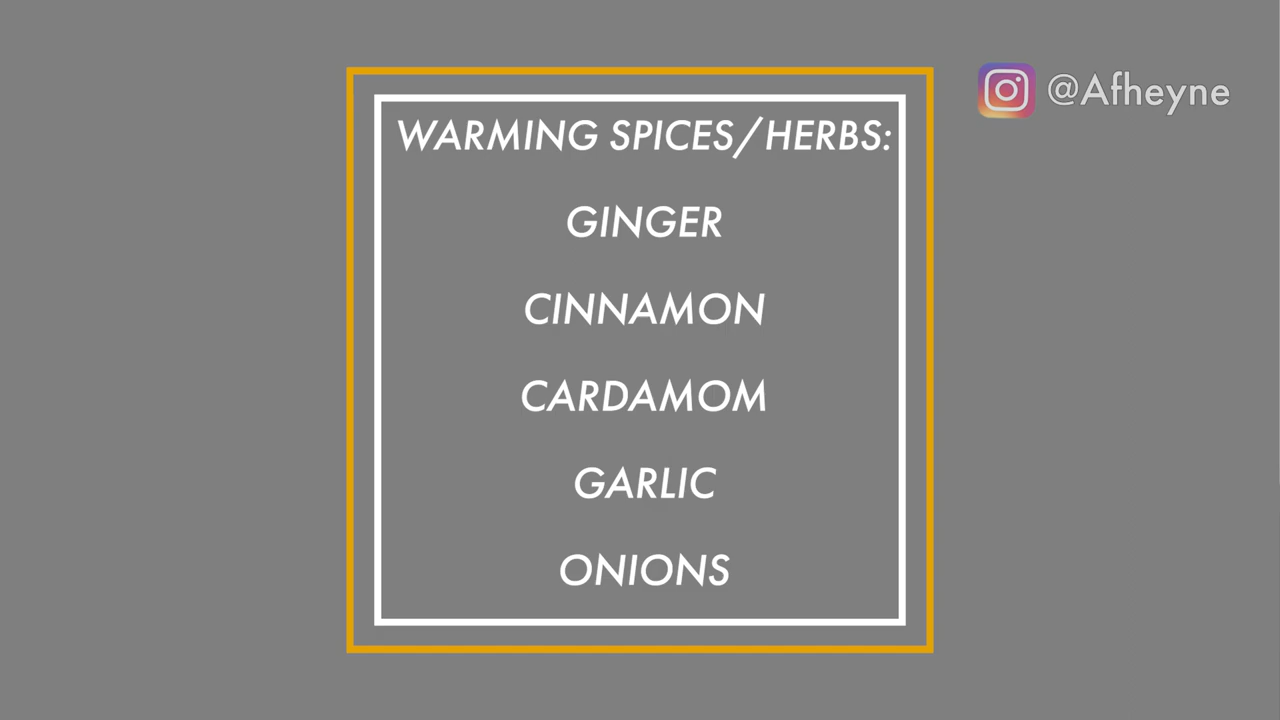 @Afheyne
WARMING SPICES/HERBS:
GINGER
CINNAMON
CARDAMOM
GARLIC
ONIONS